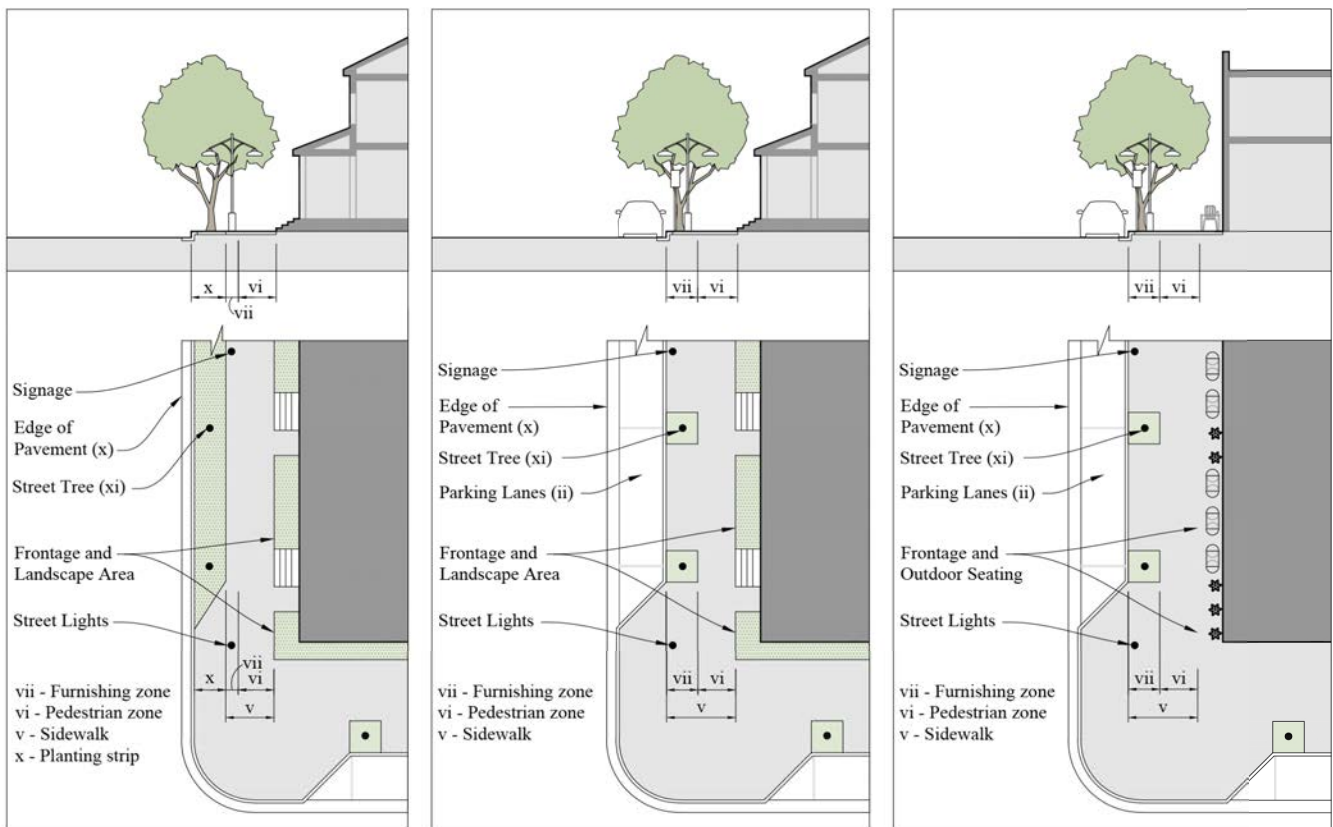 x
vi
vii
Signage
Edge of
Pavement (x)
Street Tree (xi)
Frontage and
Landscape Area
Street Lights
vii
x
vi
v
vii - Furnishing zone
vi - Pedestrian zone
v - Sidewalk
x - Planting strip
vii
vi
Signage
Edge of
Pavement (x)
Street Tree (xi)
Parking Lanes (ii)
Frontage and
Landscape Area
Street Lights
vii
vi
v
vii - Furnishing zone
vi - Pedestrian zone
v - Sidewalk
vii
vi
Signage
Edge of
Pavement (x)
Street Tree (xi)
Parking Lanes (ii)
Frontage and
Outdoor Seating
Street Lights
vii
vi
v
vii - Furnishing zone
vi - Pedestrian zone
v - Sidewalk